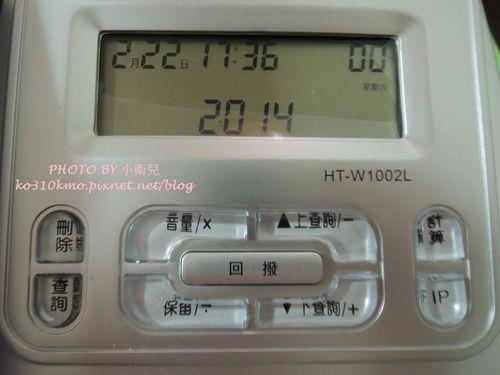 2月22日 17:36 00
星期六
2014
PHOTO BY 小衛兒
ko310kmo.pixnet.net/blog
HT-W1002L
刪除
音量/×
▲上查詢/−
計算
回撥
查詢
保留/÷
▼下查詢/+
IP